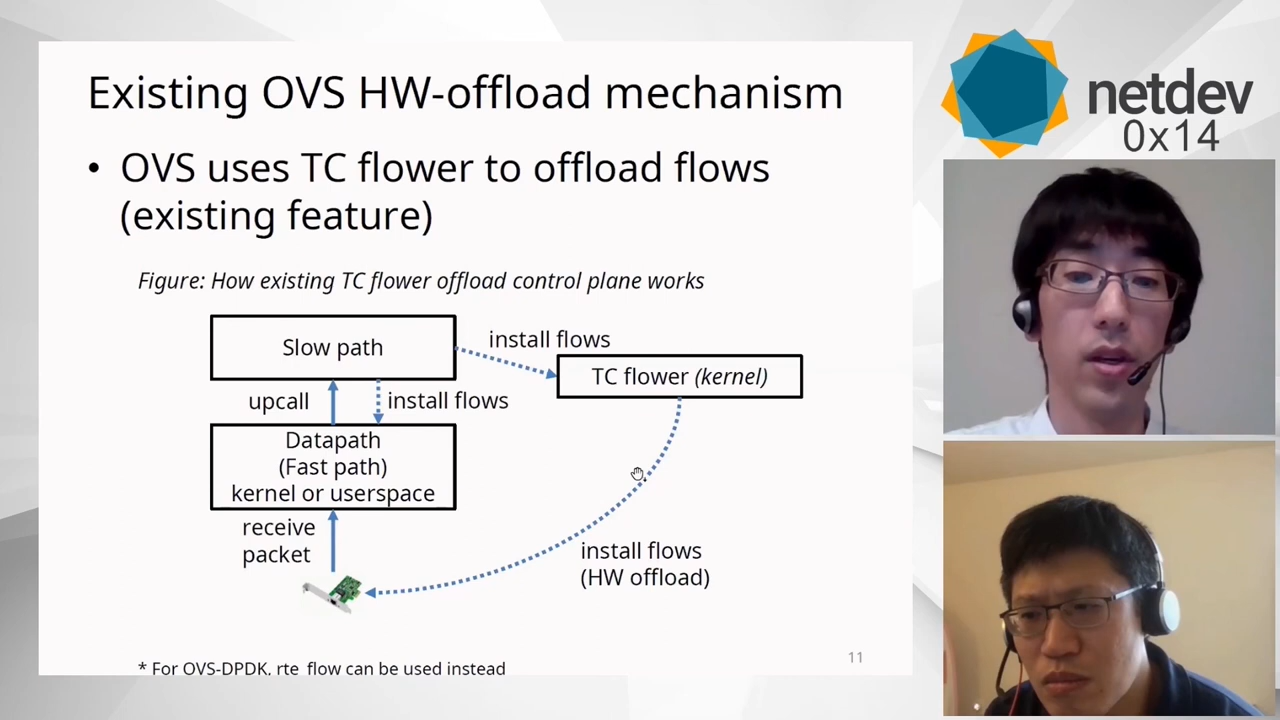 Existing OVS HW-offload mechanism
• OVS uses TC flower to offload flows
(existing feature)
Figure: How existing TC flower offload control plane works
Slow path
install flows
TC flower (kernel)
upcall
install flows
Datapath
(Fast path)
kernel or userspace
receive
packet
install flows
(HW offload)
* For OVS-DPDK, rte_flow can be used instead
11
netdev
0x14